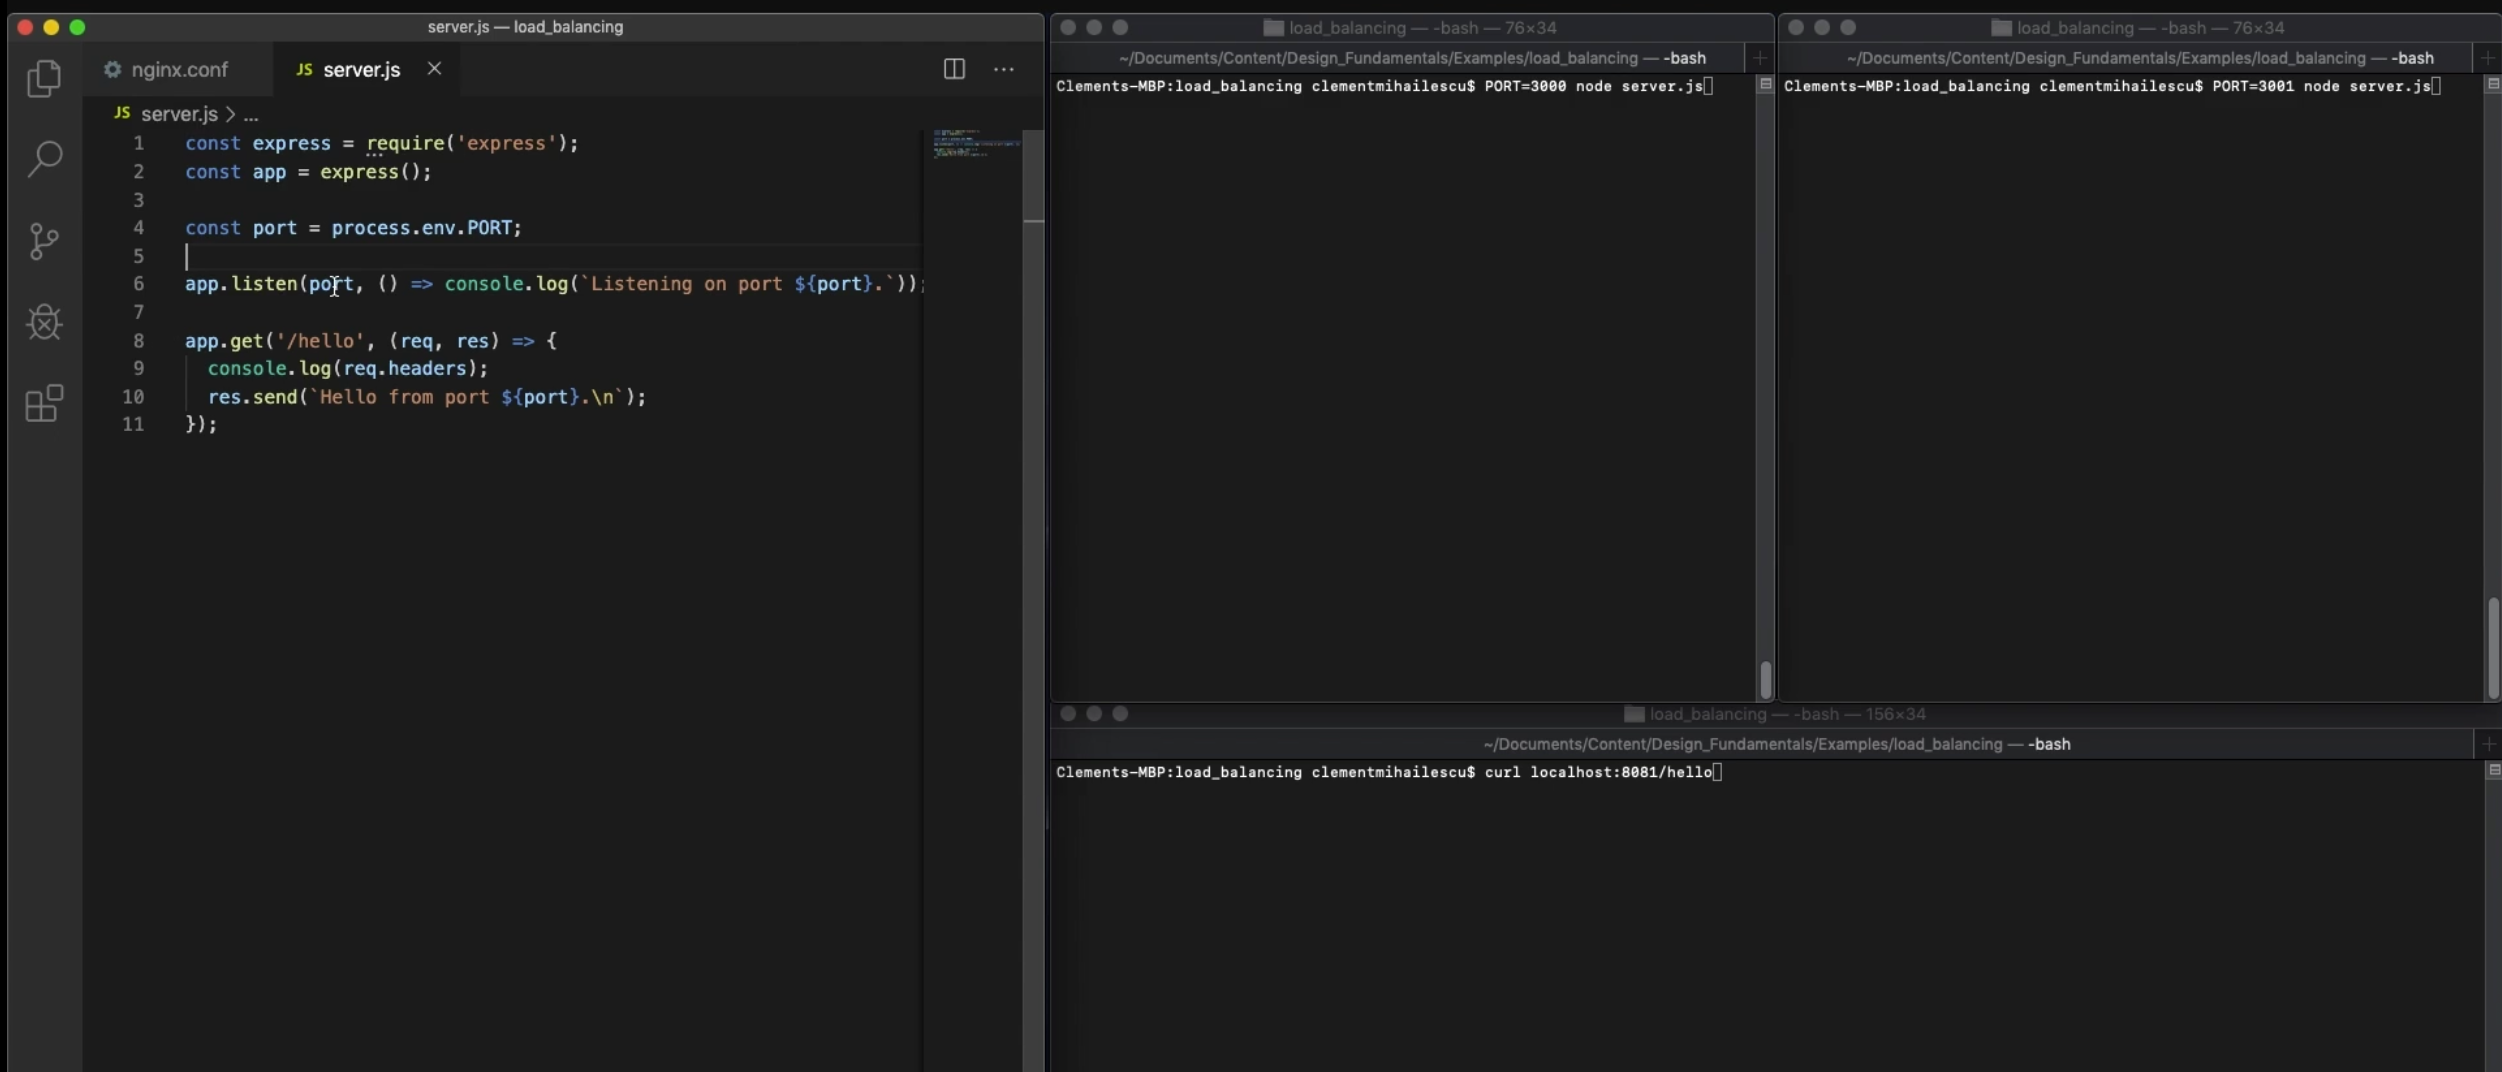 server.js — load_balancing
nginx.conf
JS server.js
JS server.js > ...
1 const express = require('express');
2 const app = express();
3
4 const port = process.env.PORT;
5
6 app.listen(port, () => console.log(`Listening on port ${port}.`));
7
8 app.get('/hello', (req, res) => {
9 console.log(req.headers);
10 res.send(`Hello from port ${port}.\n`);
11 });
load_balancing — -bash — 76×34
~/Documents/Content/Design_Fundamentals/Examples/load_balancing — -bash
Clements-MBP:load_balancing clementmihailescu$ PORT=3000 node server.js
load_balancing — -bash — 76×34
~/Documents/Content/Design_Fundamentals/Examples/load_balancing — -bash
Clements-MBP:load_balancing clementmihailescu$ PORT=3001 node server.js
load_balancing — -bash — 156×34
~/Documents/Content/Design_Fundamentals/Examples/load_balancing — -bash
Clements-MBP:load_balancing clementmihailescu$ curl localhost:8081/hello